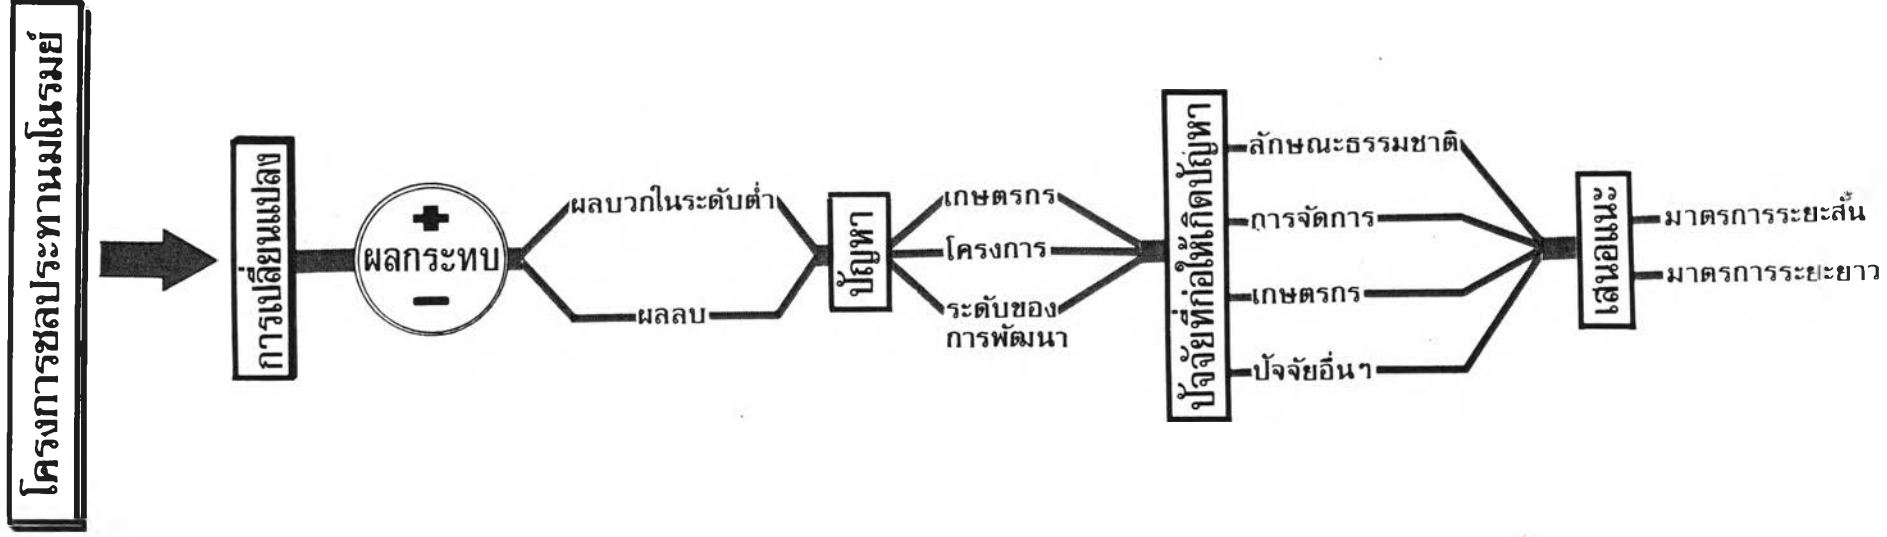 โครงการชลประทานมโนรมย์
การเปลี่ยนแปลง
+
ผลกระทบ
-
ผลบวกในระดับต่ำ
ผลลบ
ปัญหา
เกษตรกร
โครงการ
ระดับของ
การพัฒนา
ปัจจัยที่ก่อให้เกิดปัญหา
ลักษณะธรรมชาติ
การจัดการ
เกษตรกร
ปัจจัยอื่นๆ
เสนอแนะ
มาตรการระยะสั้น
มาตรการระยะยาว